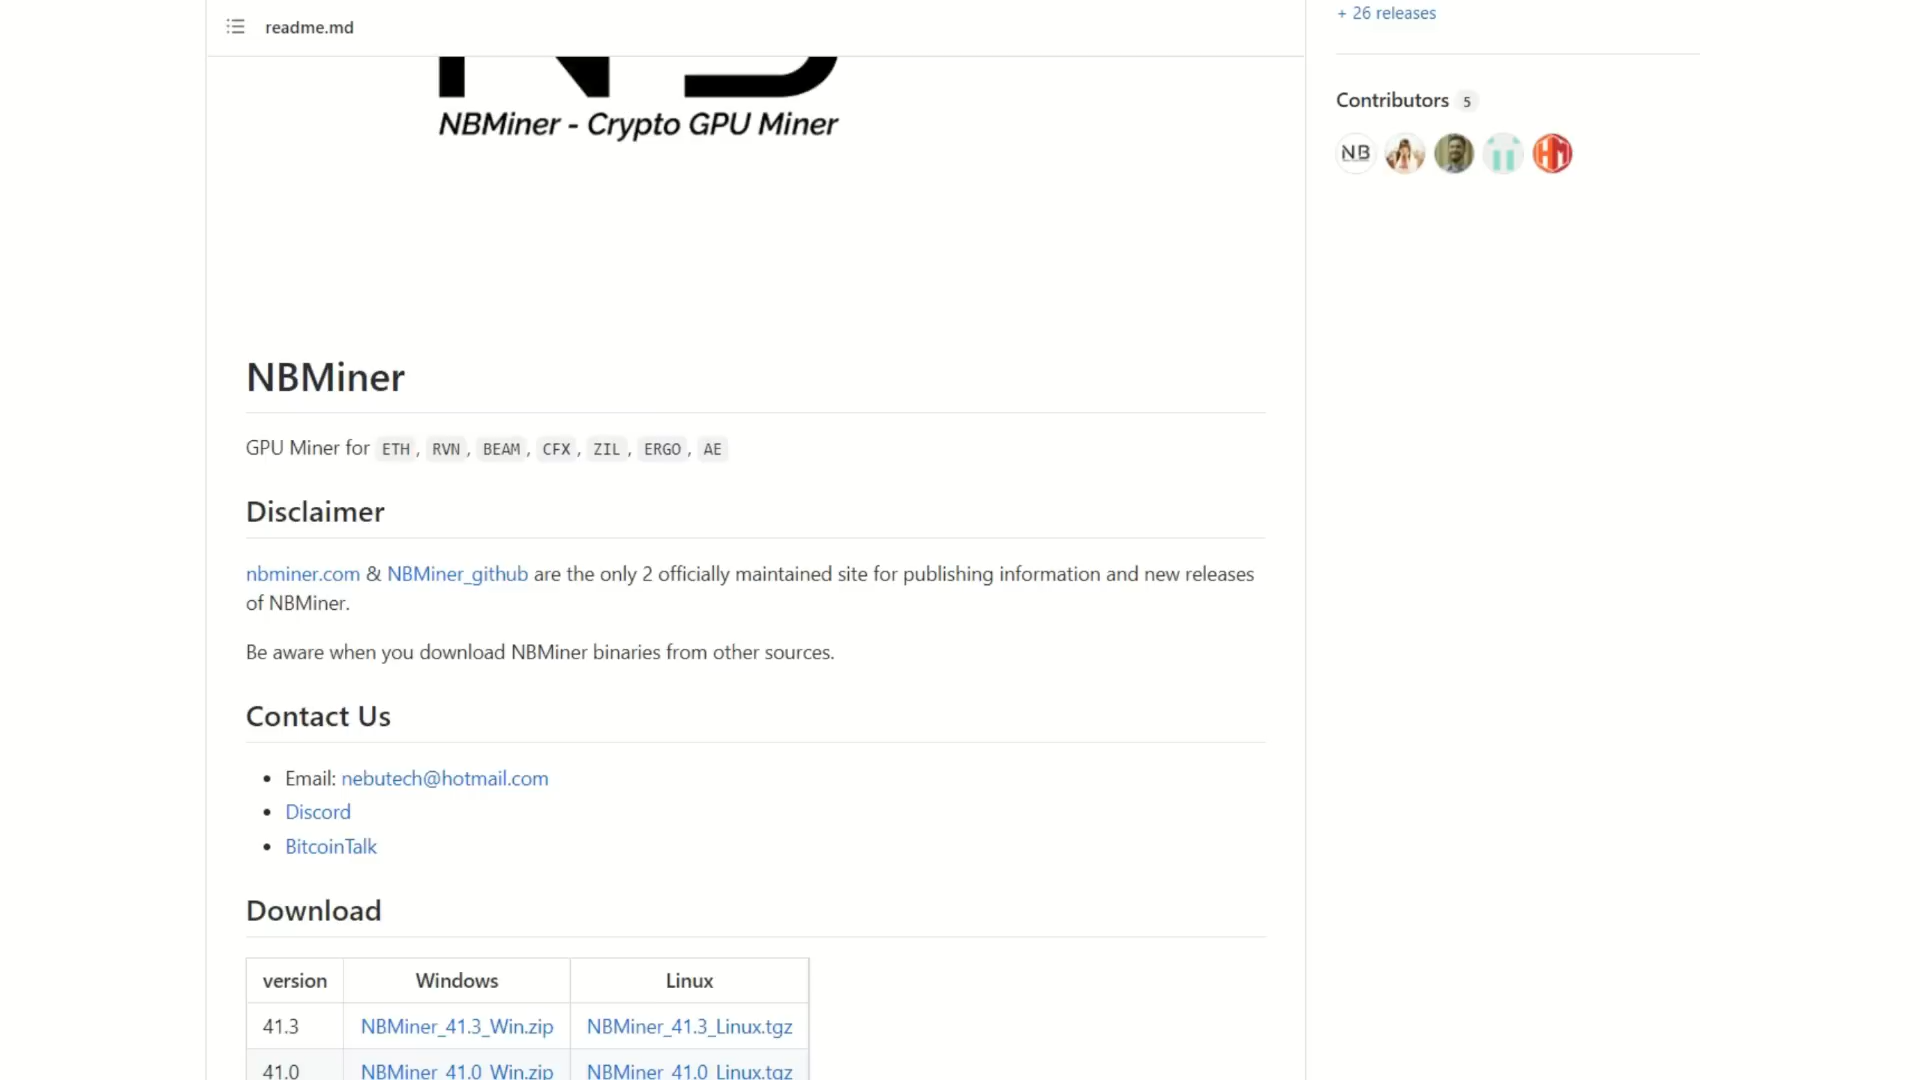 readme.md
+ 26 releases
NBMiner - Crypto GPU Miner
Contributors 5
NB
HM
NBMiner
GPU Miner for ETH, RVN, BEAM, CFX, ZIL, ERGO, AE
Disclaimer
nbminer.com & NBMiner_github are the only 2 officially maintained site for publishing information and new releases
of NBMiner.
Be aware when you download NBMiner binaries from other sources.
Contact Us
• Email: nebutech@hotmail.com
• Discord
• BitcoinTalk
Download
version Windows Linux
41.3 NBMiner_41.3_Win.zip NBMiner_41.3_Linux.tgz
41.0 NBMiner_41.0_Win.zip NBMiner_41.0_Linux.tgz